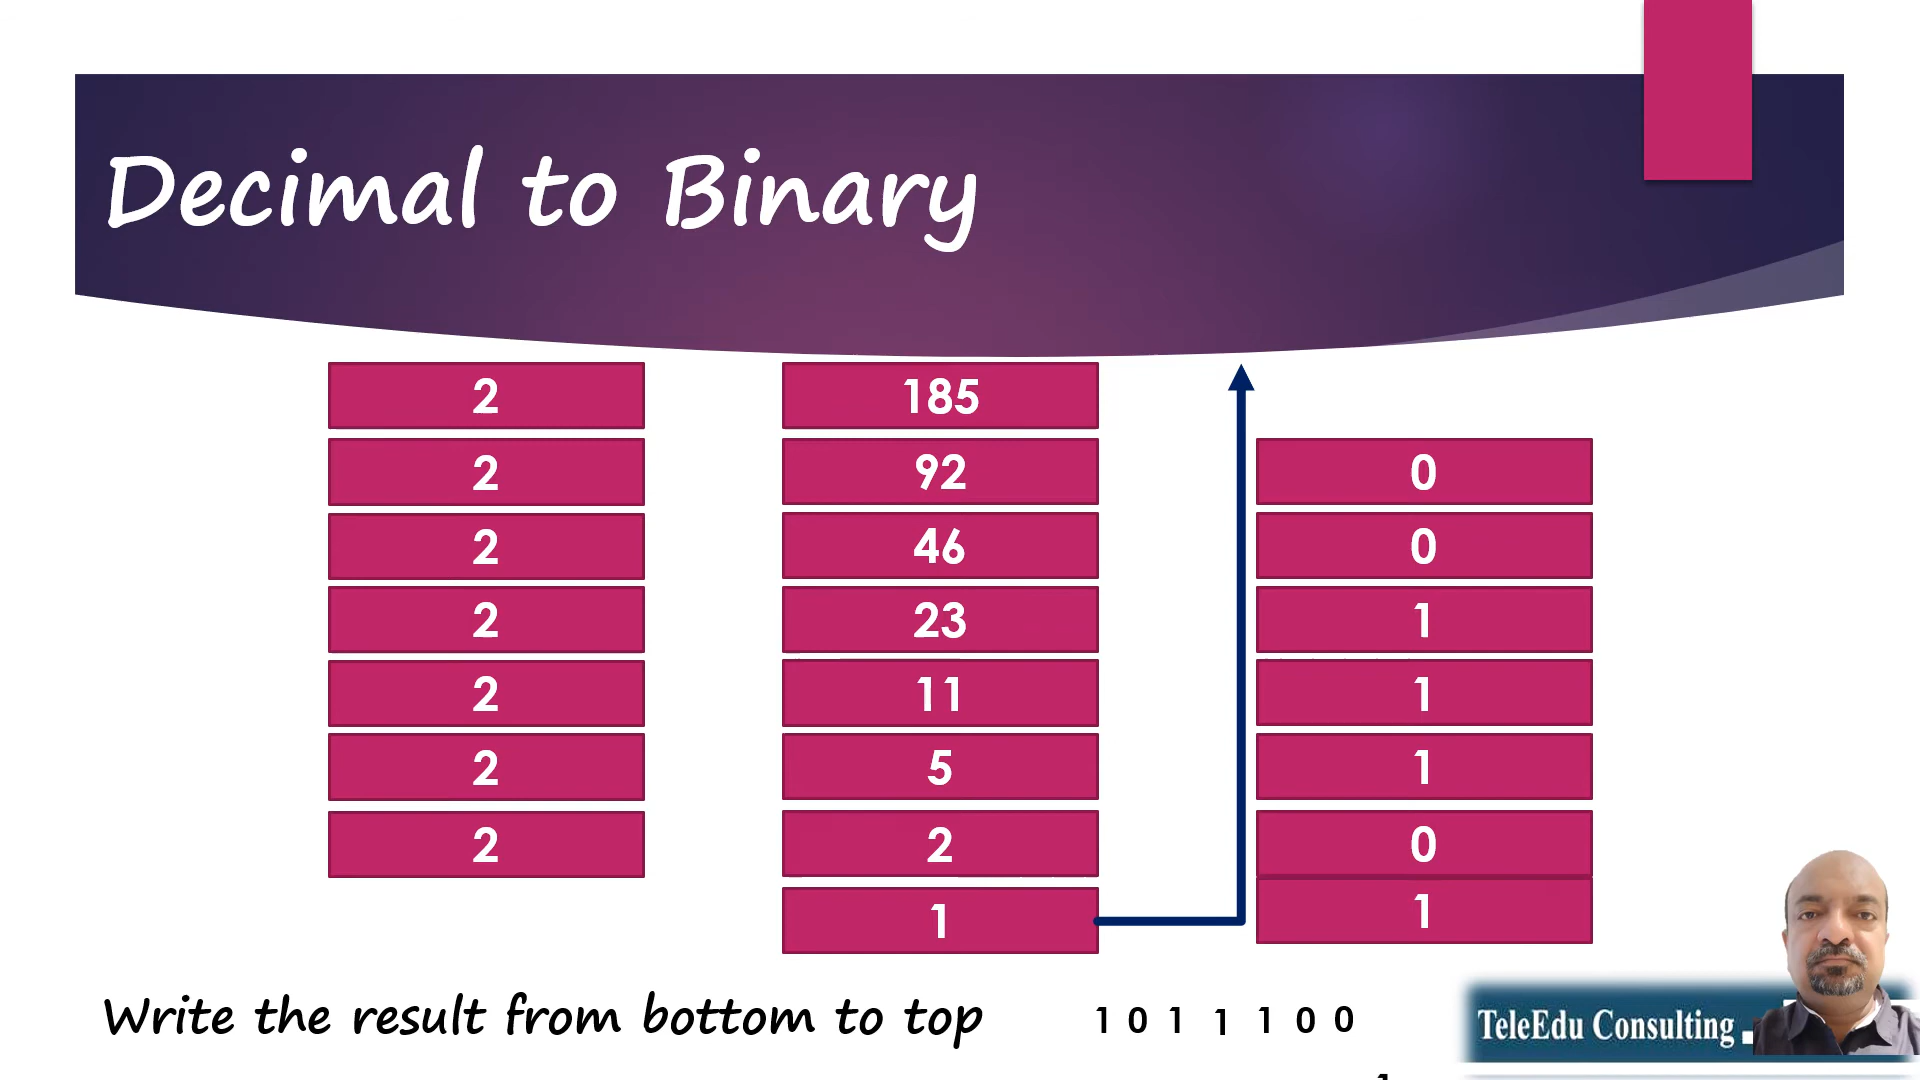 Decimal to Binary
2 185
2 92 0
2 46 0
2 23 1
2 11 1
2 5 1
2 2 0
1 1
Write the result from bottom to top 1 0 1 1 1 0 0
TeleEdu Consulting